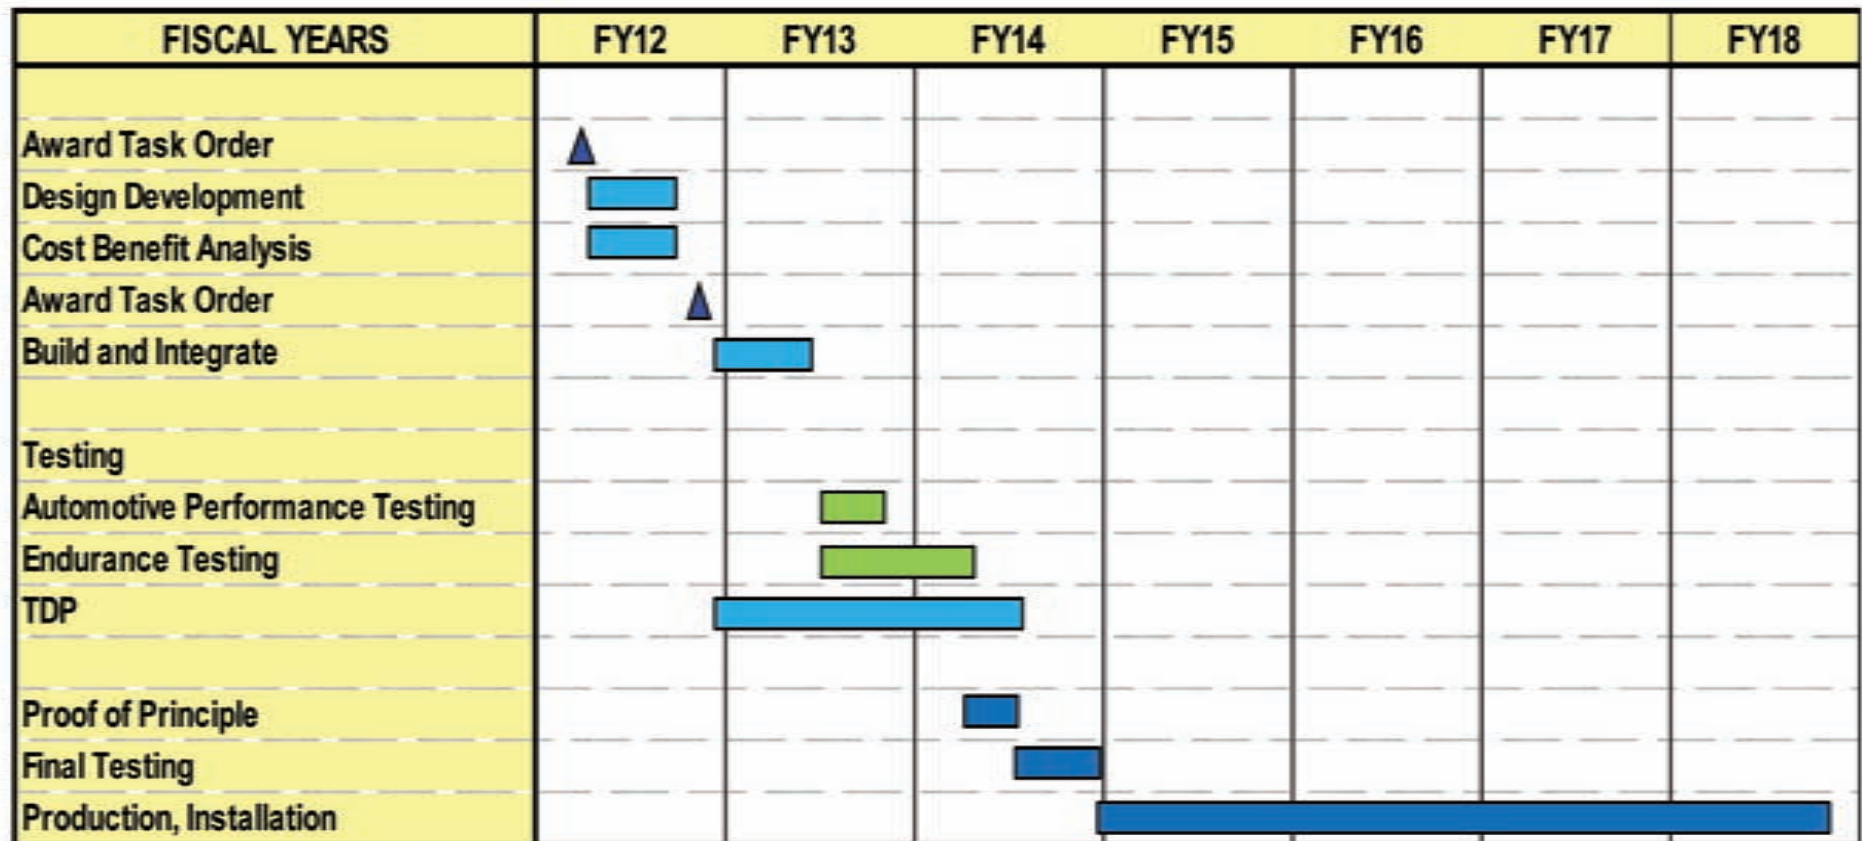 FISCAL YEARS FY12 FY13 FY14 FY15 FY16 FY17 FY18
Award Task Order
Design Development
Cost Benefit Analysis
Award Task Order
Build and Integrate
Testing
Automotive Performance Testing
Endurance Testing
TDP
Proof of Principle
Final Testing
Production, Installation